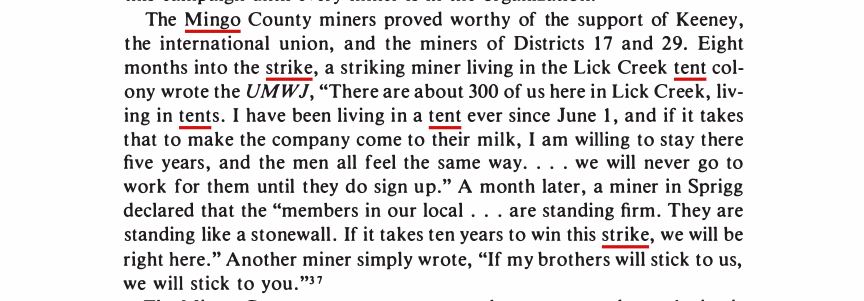 The Mingo County miners proved worthy of the support of Keeney,
the international union, and the miners of Districts 17 and 29. Eight
months into the strike, a striking miner living in the Lick Creek tent col-
ony wrote the UMWJ, “There are about 300 of us here in Lick Creek, liv-
ing in tents. I have been living in a tent ever since June 1, and if it takes
that to make the company come to their milk, I am willing to stay there
five years, and the men all feel the same way. . . . we will never go to
work for them until they do sign up.” A month later, a miner in Sprigg
declared that the “members in our local . . . are standing firm. They are
standing like a stonewall. If it takes ten years to win this strike, we will be
right here.” Another miner simply wrote, “If my brothers will stick to us,
we will stick to you.”³⁷